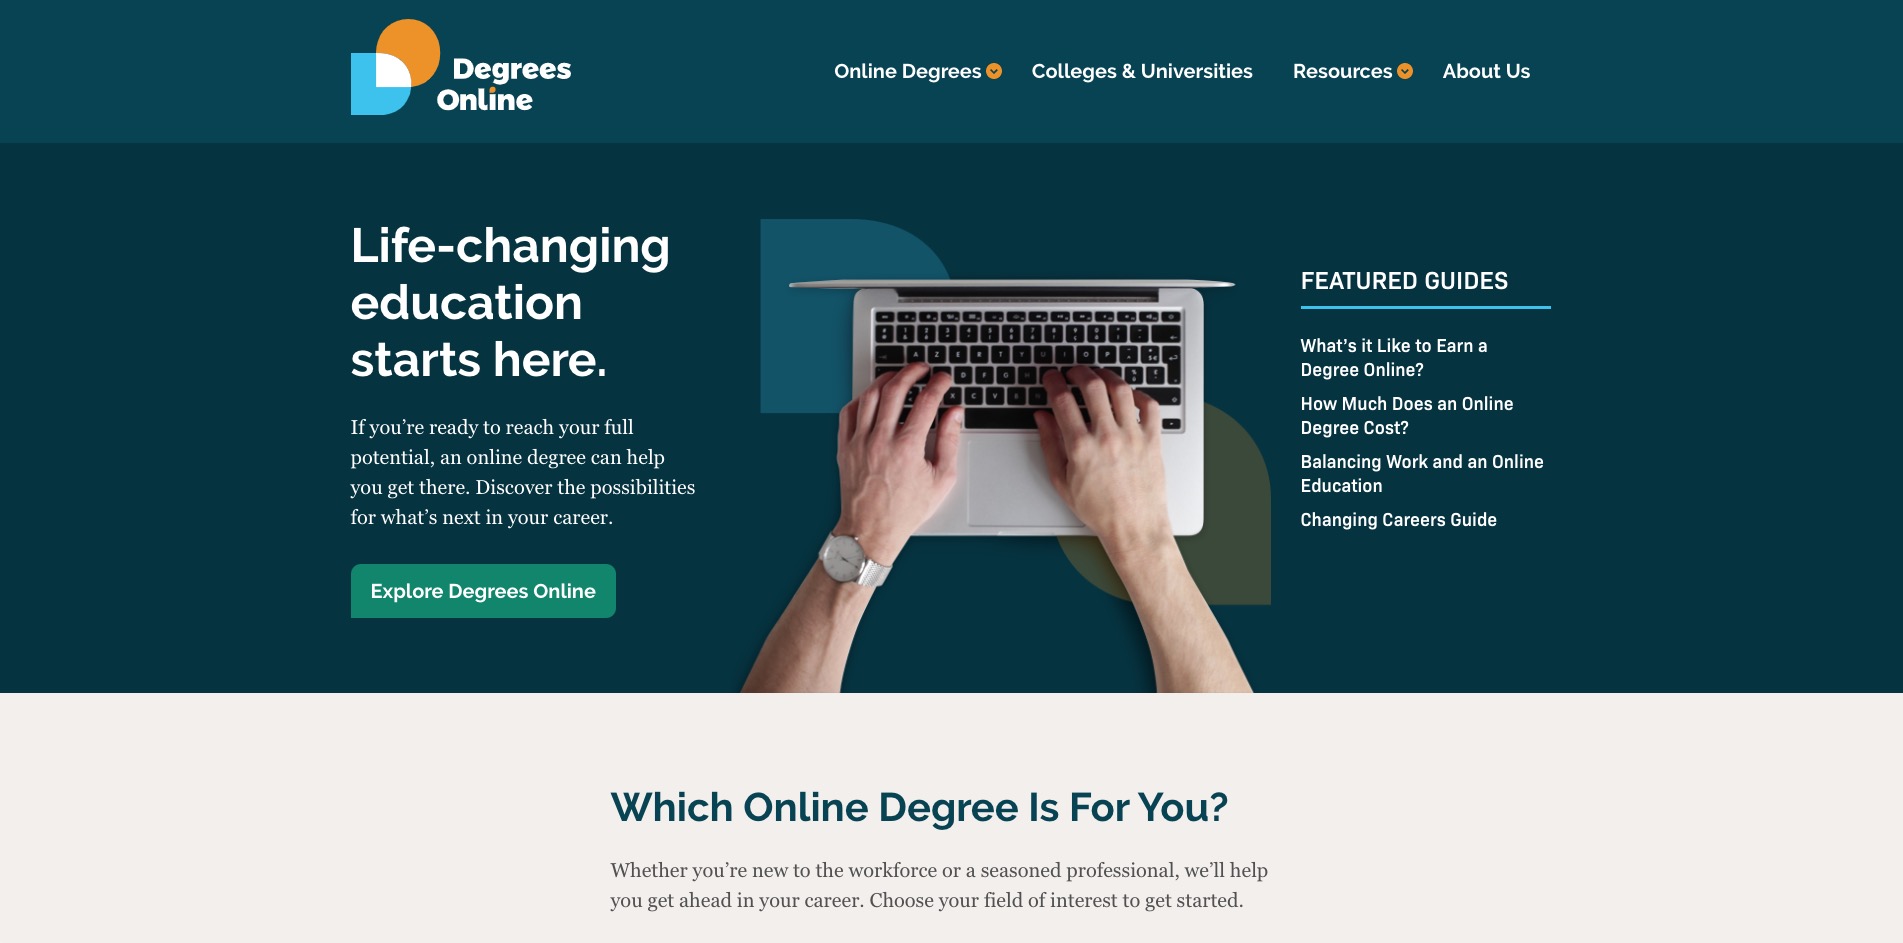 Degrees
Online
Online Degrees
Colleges & Universities
Resources
About Us
Life-changing
education
starts here.
If you’re ready to reach your full
potential, an online degree can help
you get there. Discover the possibilities
for what’s next in your career.
Explore Degrees Online
FEATURED GUIDES
What’s it Like to Earn a
Degree Online?
How Much Does an Online
Degree Cost?
Balancing Work and an Online
Education
Changing Careers Guide
Which Online Degree Is For You?
Whether you’re new to the workforce or a seasoned professional, we’ll help
you get ahead in your career. Choose your field of interest to get started.